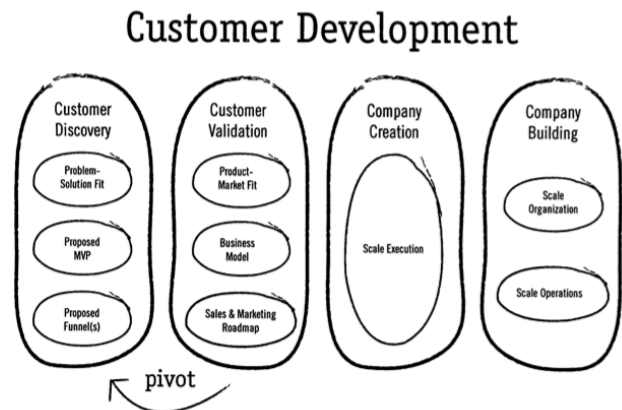 Customer Development
Customer
Discovery
Problem-
Solution Fit
Proposed
MVP
Proposed
Funnel(s)
Customer
Validation
Product-
Market Fit
Business
Model
Sales & Marketing
Roadmap
Company
Creation
Scale Execution
Company
Building
Scale
Organization
Scale Operations
pivot